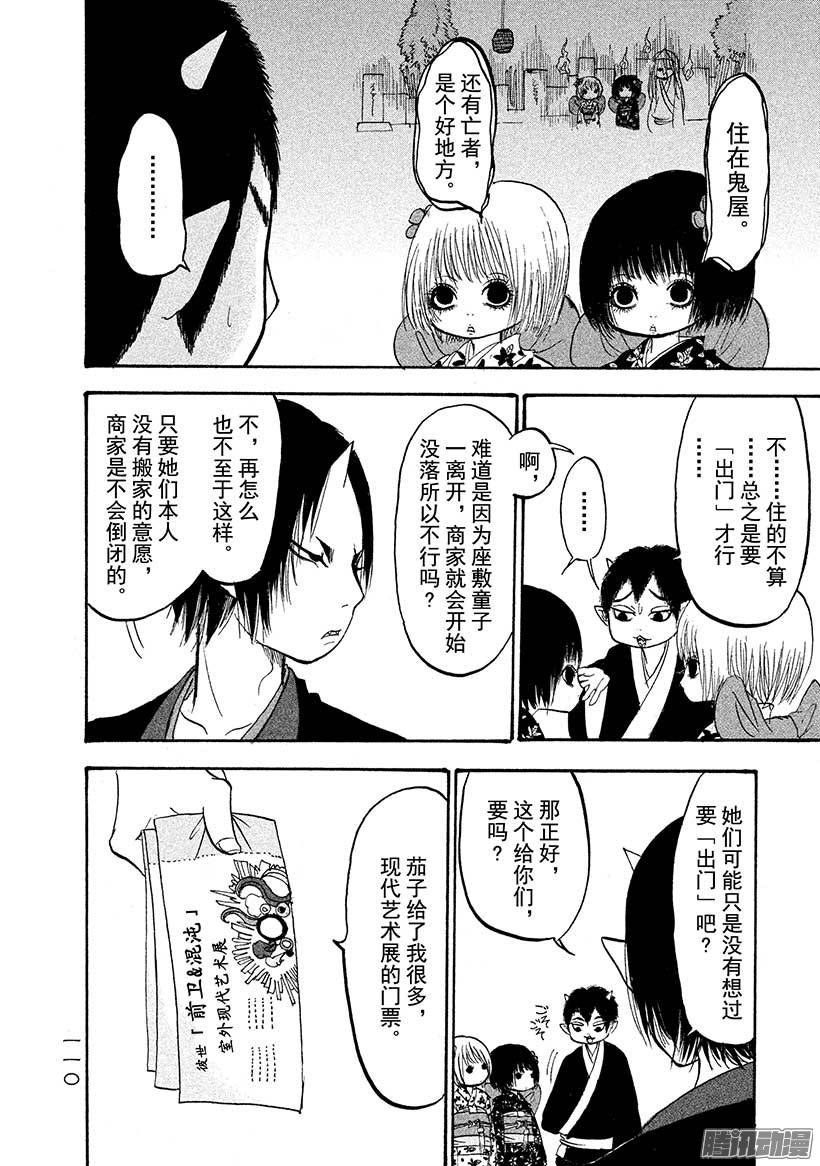 住在鬼屋。
还有亡者，
是个好地方。
………
不……住的不算
……总之是要
「出门」才行
……
……
啊，
难道是因为座敷童子
一离开，商家就会开始
没落所以不行吗？
不，再怎么
也不至于这样。
只要她们本人
没有搬家的意愿，
商家是不会倒闭的。
她们可能只是没有想过
要「出门」吧？
那正好，
这个给你们，
要吗？
茄子给了我很多，
现代艺术展的门票。
彼世「前卫&混沌」
室外现代艺术展
110
腾讯动漫